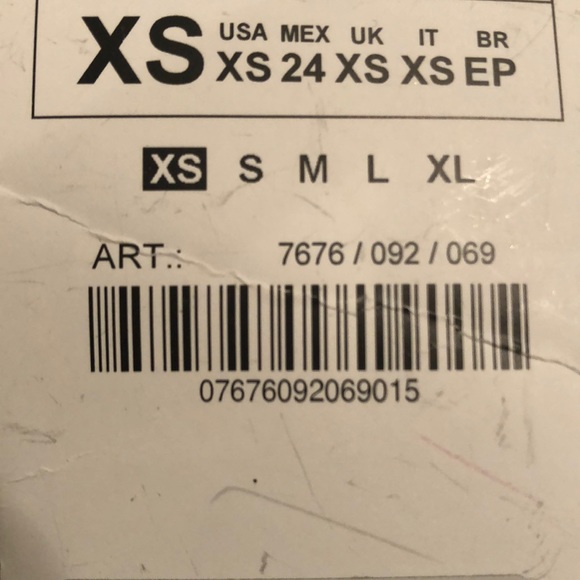 XS USA MEX UK IT BR
XS 24 XS XS EP
XS S M L XL
ART.: 7676 / 092 / 069
07676092069015